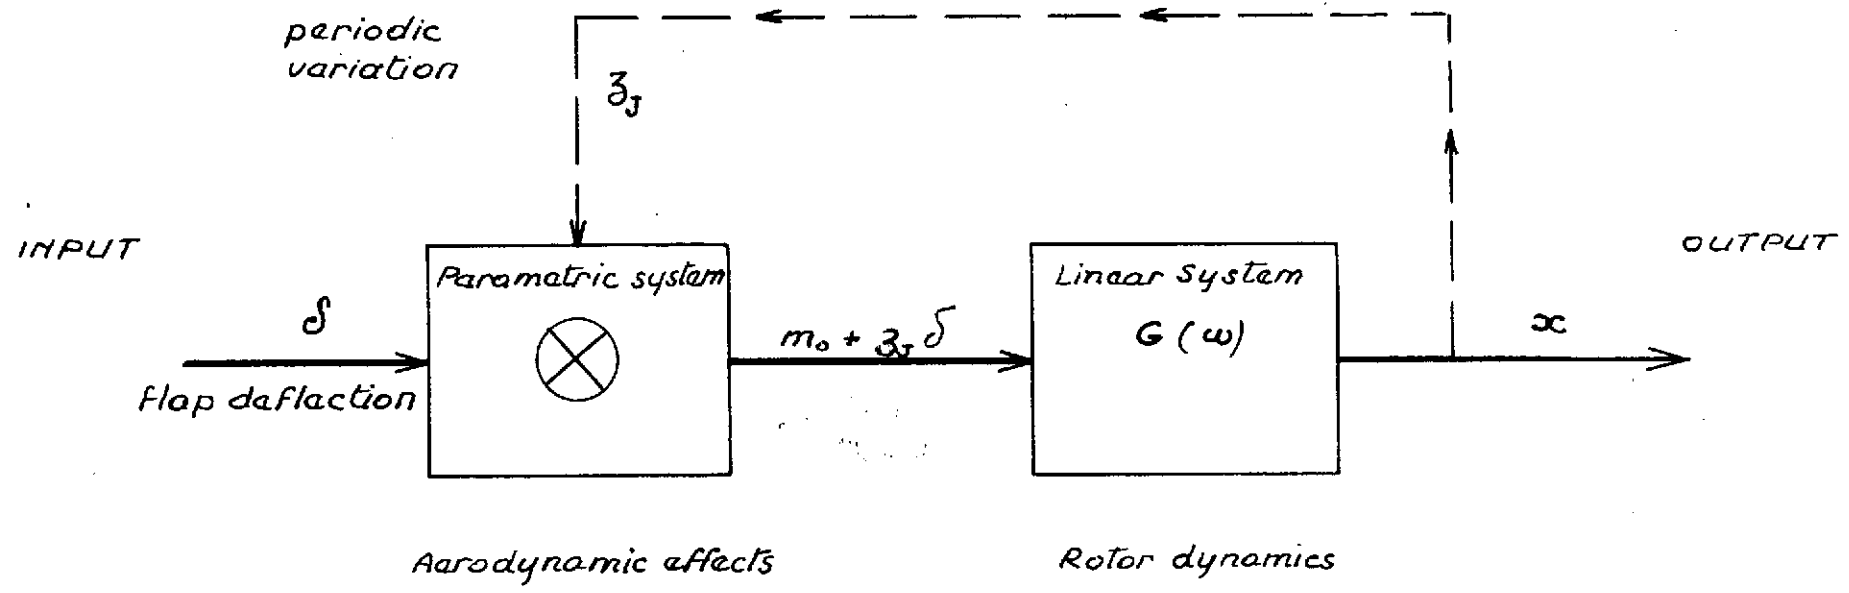 periodic
variation
ʒJ
INPUT
OUTPUT
Parametric system
Linear System
δ
m₀ + ʒJ δ
G (ω)
x
flap deflection
Aerodynamic effects
Rotor dynamics